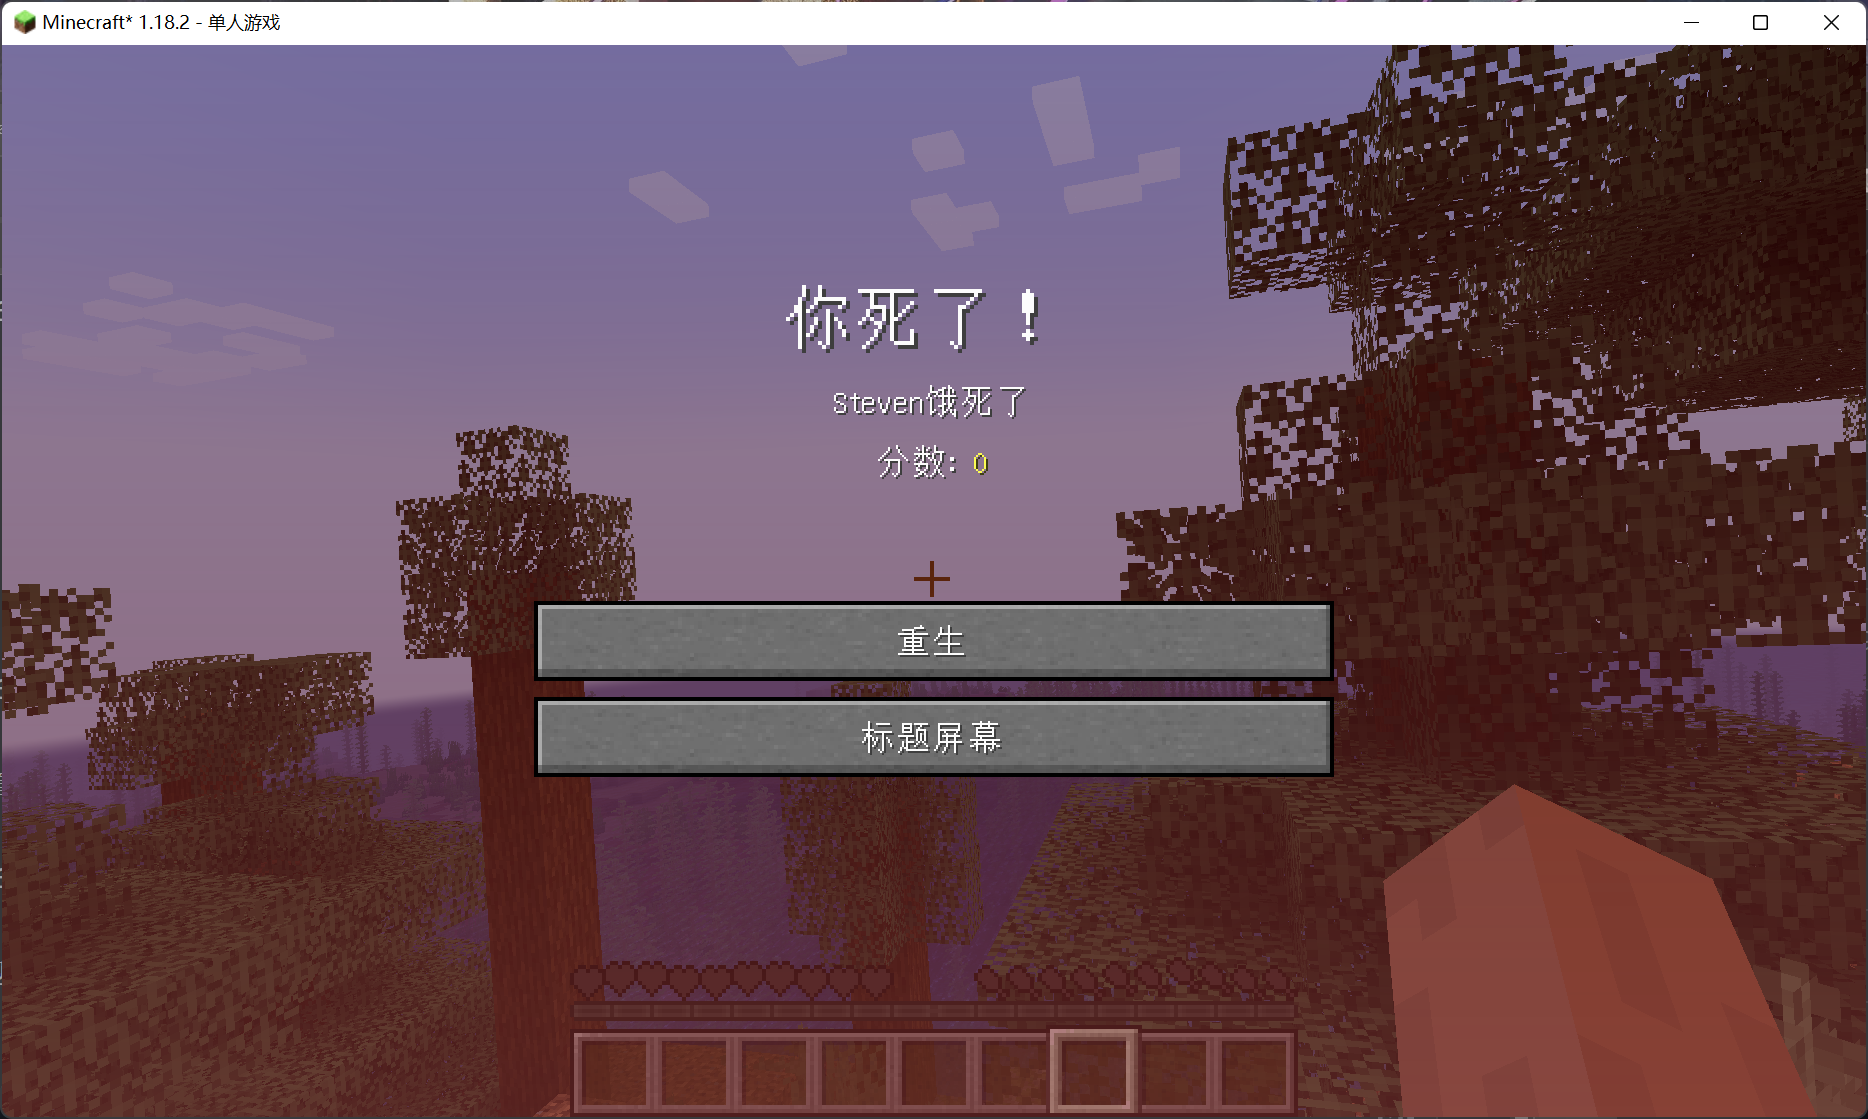 Minecraft* 1.18.2 - 单人游戏
你死了！
Steven饿死了
分数: 0
重生
标题屏幕